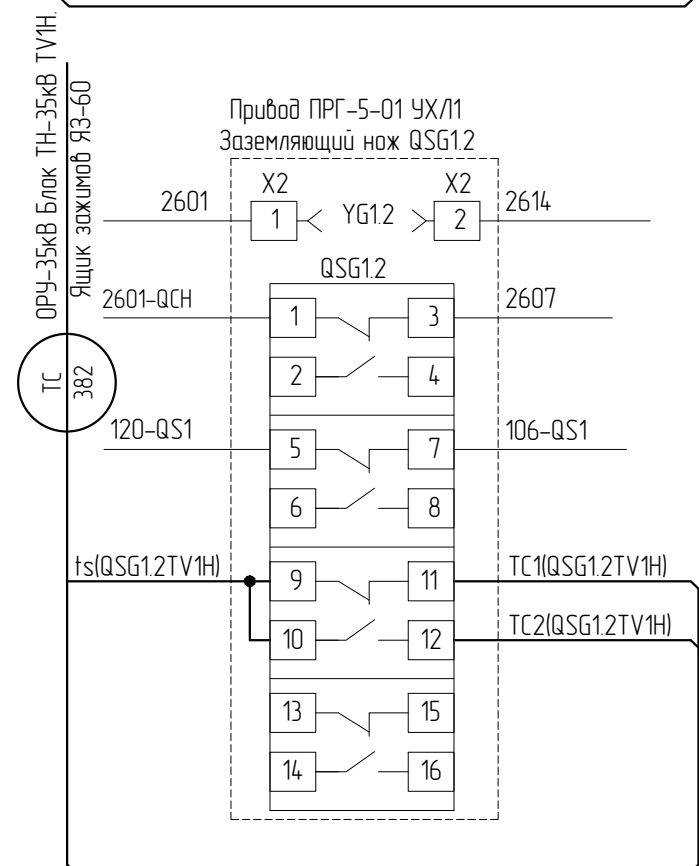 ОРУ-35кВ Блок ТН-35кВ TV1Н.
Ящик зажимов ЯЗ-60
Привод ПРГ-5-01 УХЛ1
Заземляющий нож QSG1.2
X2 X2
2601 1 YG1.2 2 2614
QSG1.2
2601-QCH 1 3 2607
2 4
ТС
382
120-QS1 5 7 106-QS1
6 8
ts(QSG1.2TV1H) 9 11 TC1(QSG1.2TV1H)
10 12 TC2(QSG1.2TV1H)
13 15
14 16